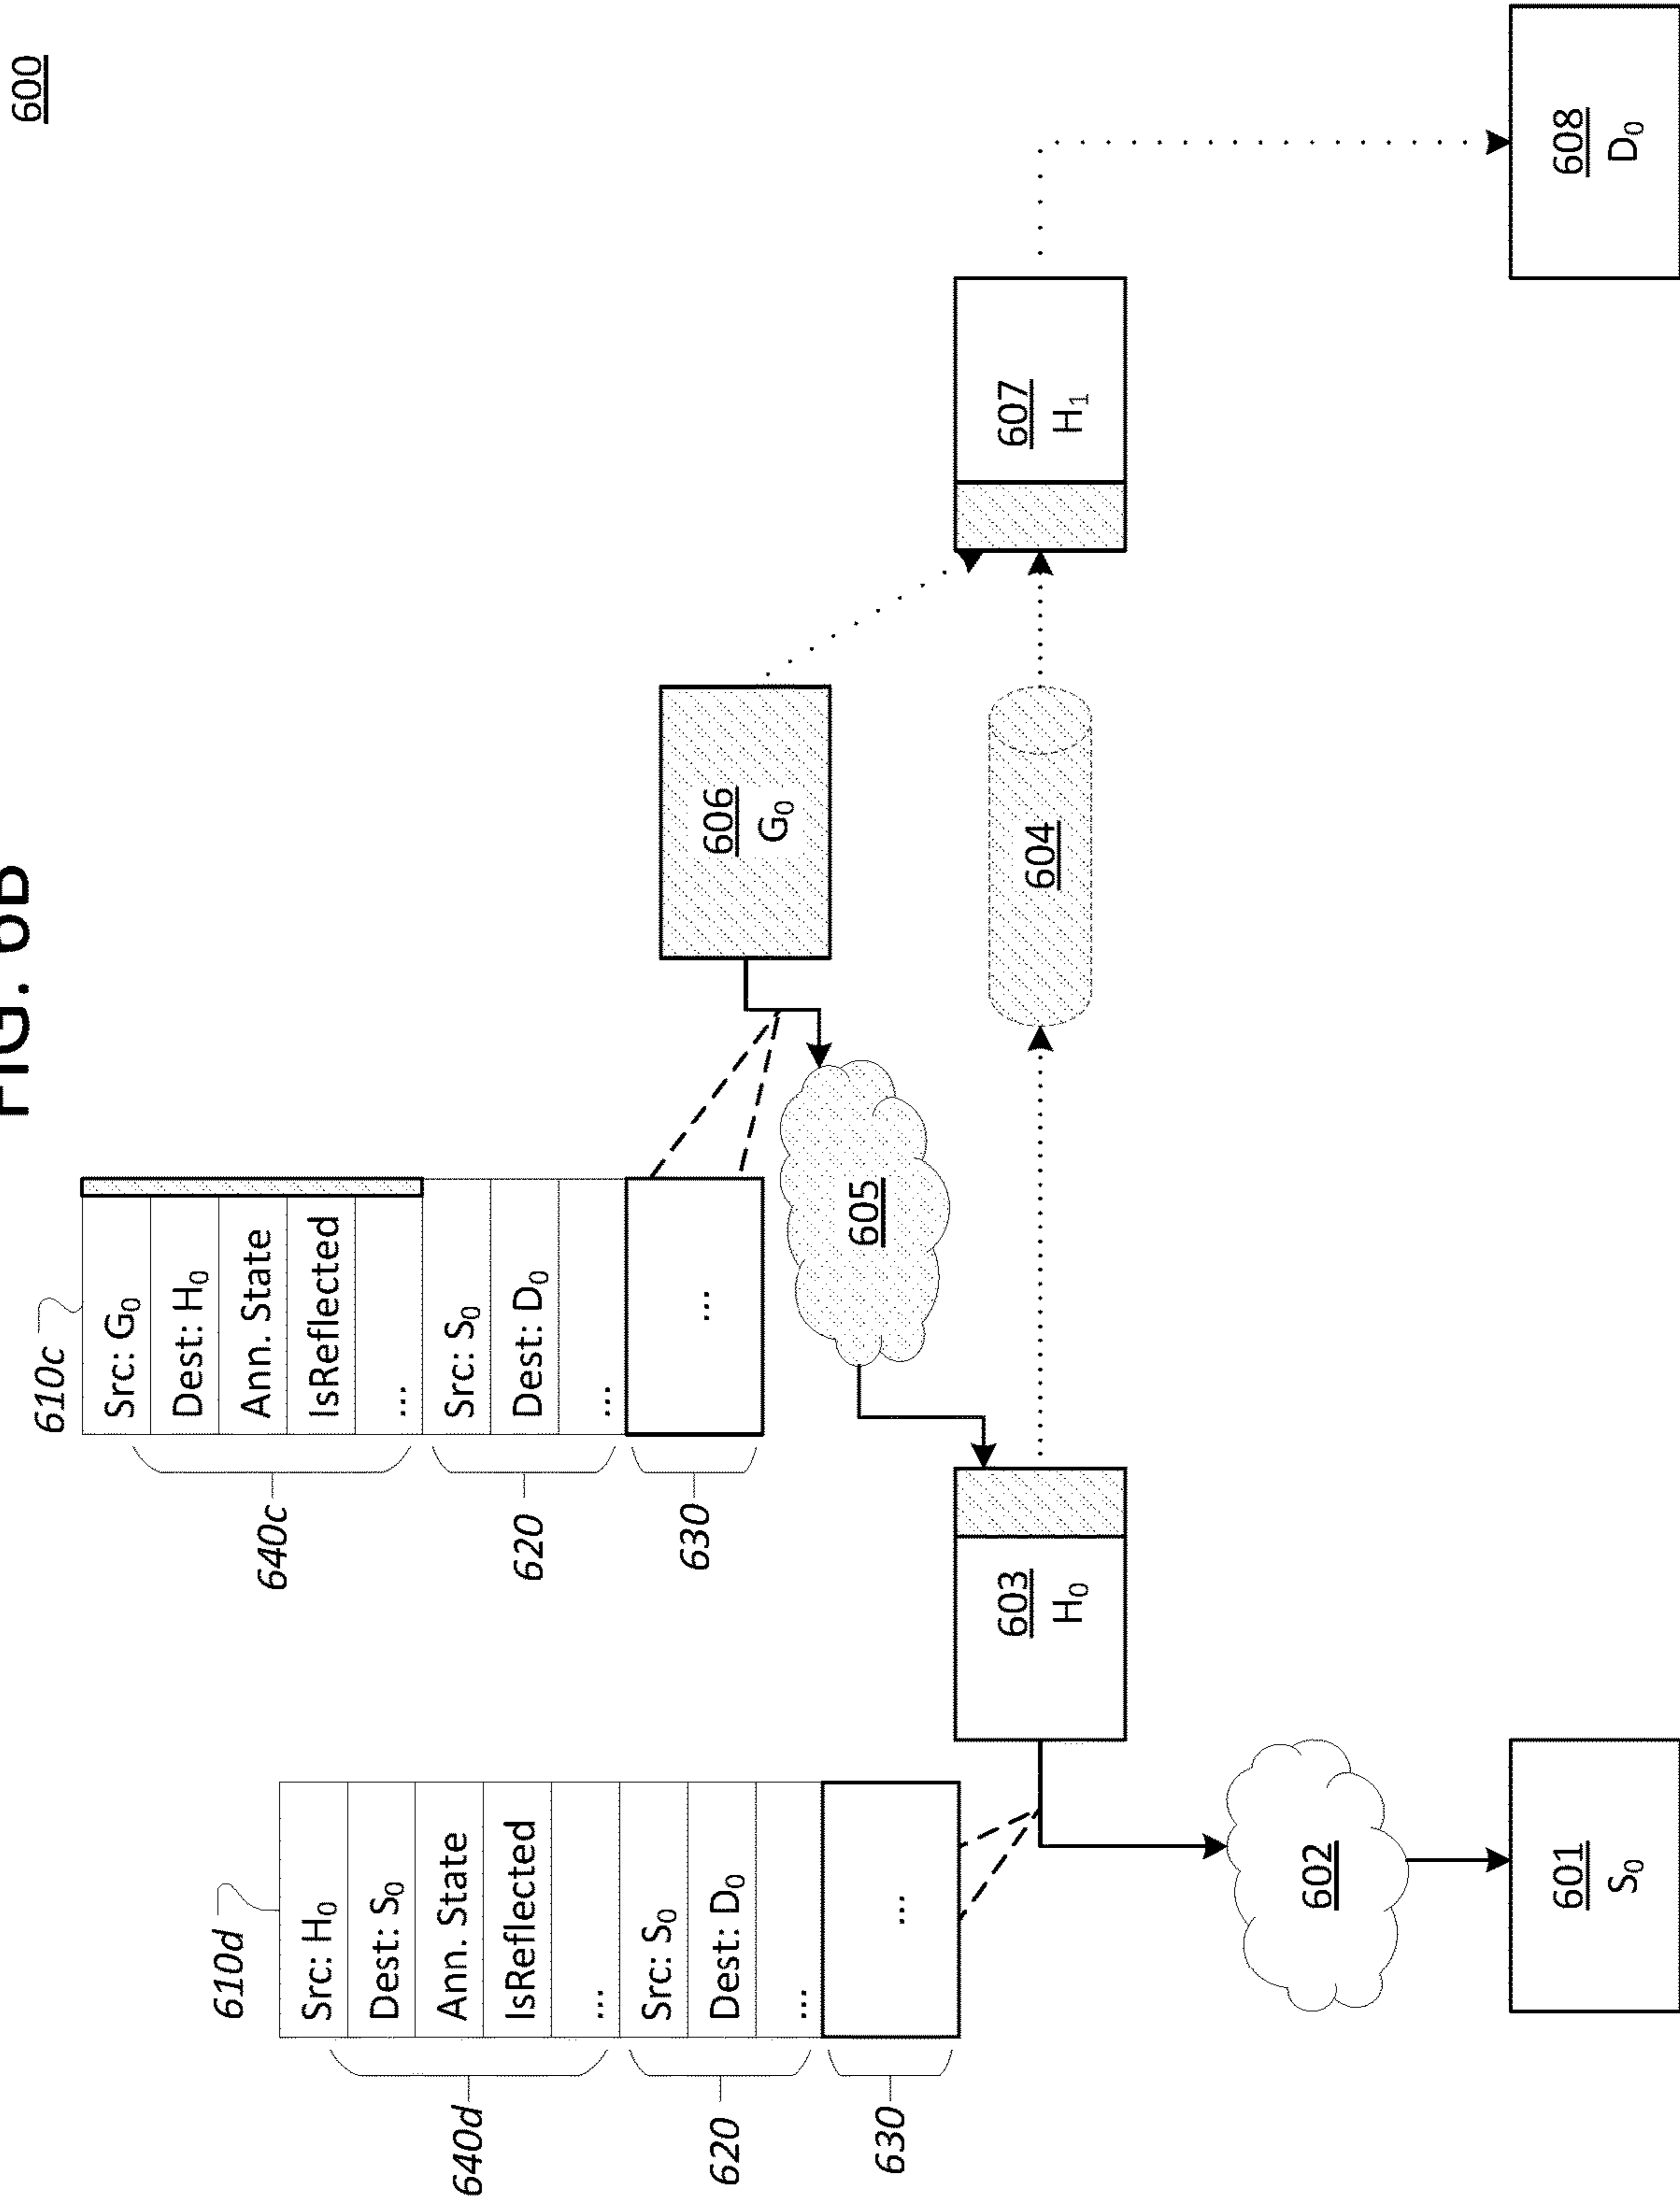 FIG. 6B
600
610d
Src: H₀
Dest: S₀
Ann. State
IsReflected
...
Src: S₀
Dest: D₀
...
...
640d
620
630
610c
Src: G₀
Dest: H₀
Ann. State
IsReflected
...
Src: S₀
Dest: D₀
...
...
640c
620
630
606
G₀
605
604
603
H₀
607
H₁
602
601
S₀
608
D₀